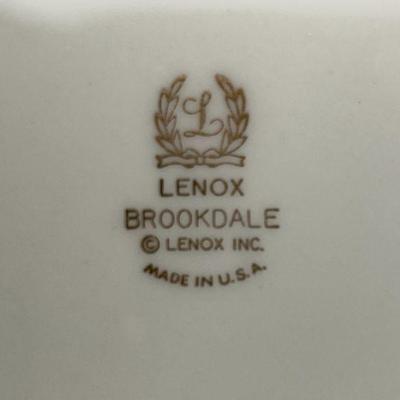 L
LENOX
BROOKDALE
© LENOX INC.
MADE IN U.S.A.